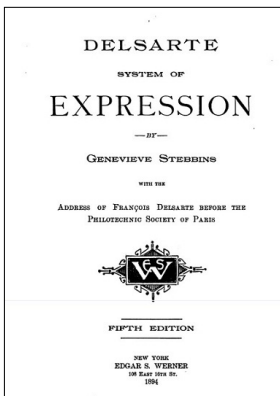 DELSARTE
SYSTEM OF
EXPRESSION
—BY—
GENEVIEVE STEBBINS
WITH THE
ADDRESS OF FRANÇOIS DELSARTE BEFORE THE
PHILOTECHNIC SOCIETY OF PARIS
ESW
FIFTH EDITION
NEW YORK
EDGAR S. WERNER
108 EAST 16TH ST.
1894